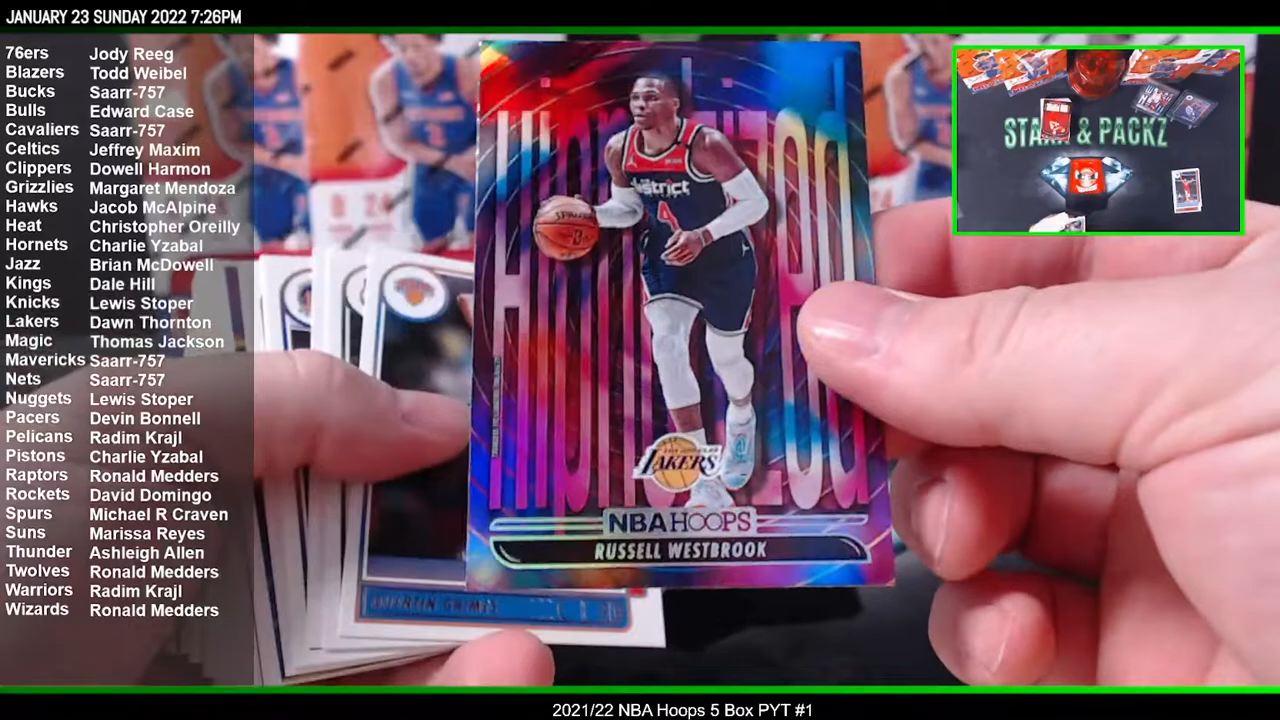 JANUARY 23 SUNDAY 2022 7:26PM
76ers Jody Reeg
Blazers Todd Weibel
Bucks Saarr-757
Bulls Edward Case
Cavaliers Saarr-757
Celtics Jeffrey Maxim
Clippers Dowell Harmon
Grizzlies Margaret Mendoza
Hawks Jacob McAlpine
Heat Christopher Oreilly
Hornets Charlie Yzabal
Jazz Brian McDowell
Kings Dale Hill
Knicks Lewis Stoper
Lakers Dawn Thornton
Magic Thomas Jackson
Mavericks Saarr-757
Nets Saarr-757
Nuggets Lewis Stoper
Pacers Devin Bonnell
Pelicans Radim Krajl
Pistons Charlie Yzabal
Raptors Ronald Medders
Rockets David Domingo
Spurs Michael R Craven
Suns Marissa Reyes
Thunder Ashleigh Allen
Twolves Ronald Medders
Warriors Radim Krajl
Wizards Ronald Medders
4
LAKERS
NBA HOOPS
RUSSELL WESTBROOK
QUENTIN GRIMES
& PACKZ
2021/22 NBA Hoops 5 Box PYT #1